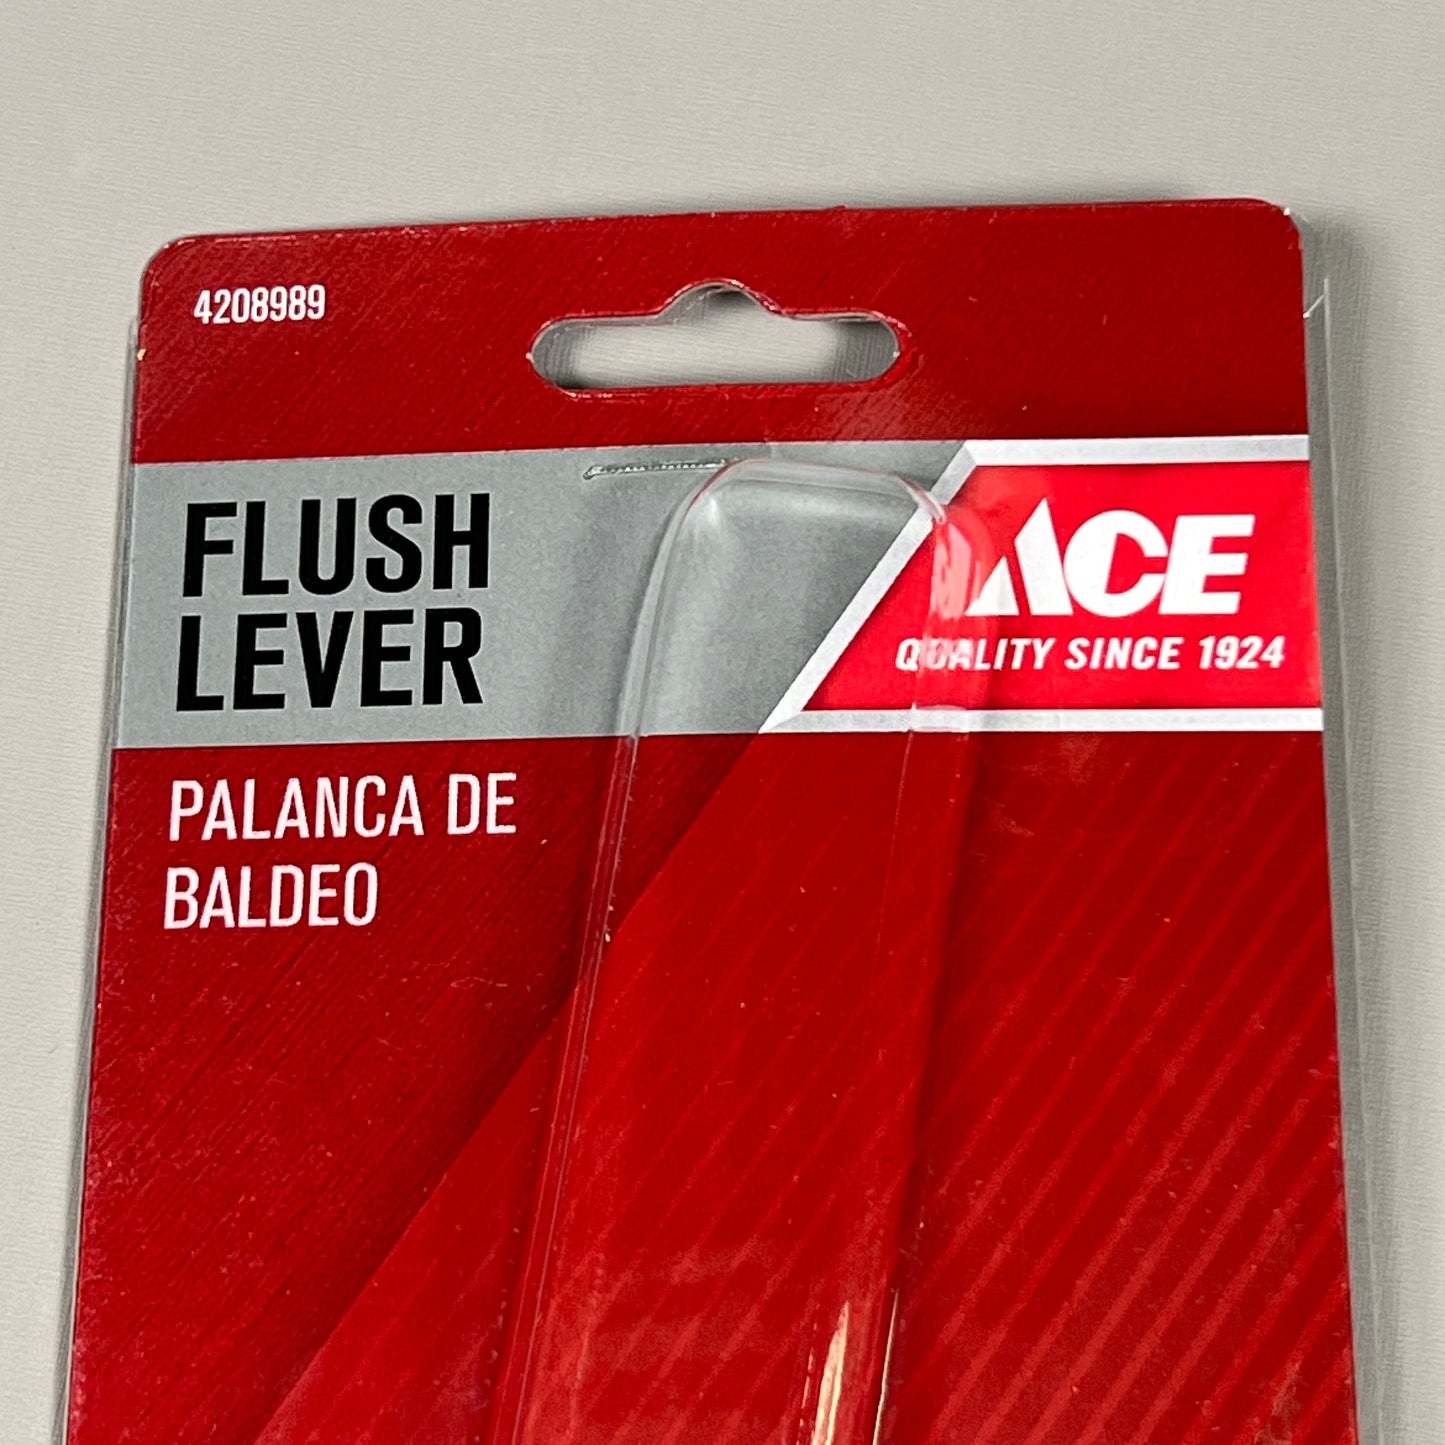 4208989
FLUSH
LEVER
ACE
QUALITY SINCE 1924
PALANCA DE
BALDEO